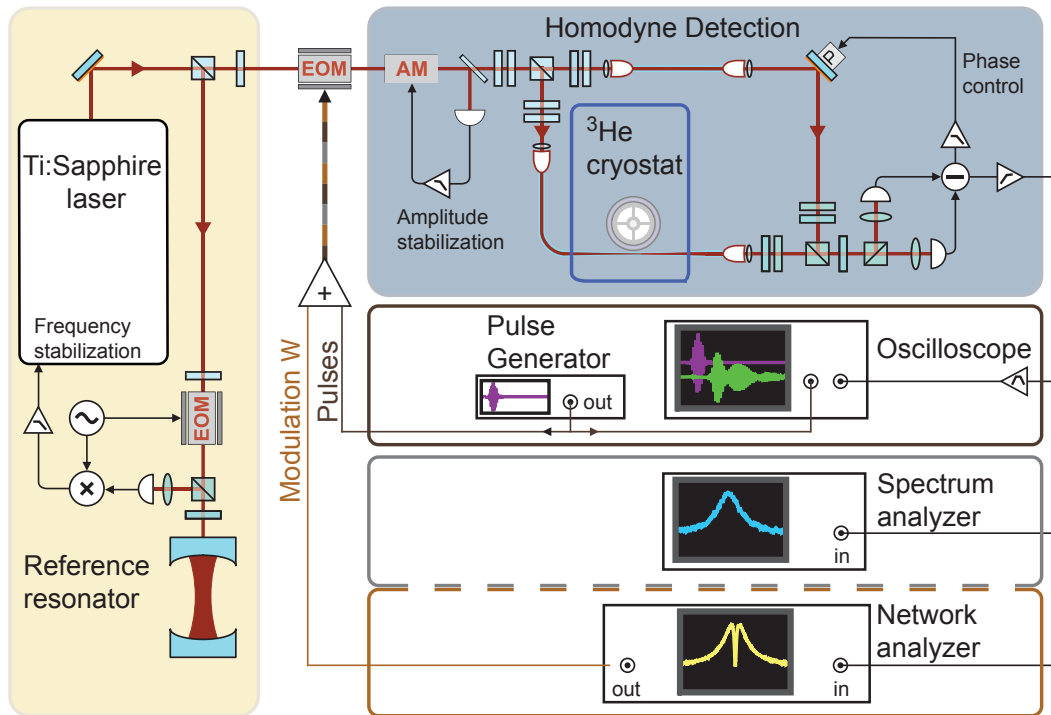 Homodyne Detection
EOM
AM
P
Phase
control
Ti:Sapphire
laser
³He
cryostat
Amplitude
stabilization
Frequency
stabilization
+
Modulation W
Pulses
Pulse
Generator
out
Oscilloscope
EOM
Spectrum
analyzer
in
Reference
resonator
Network
analyzer
out
in